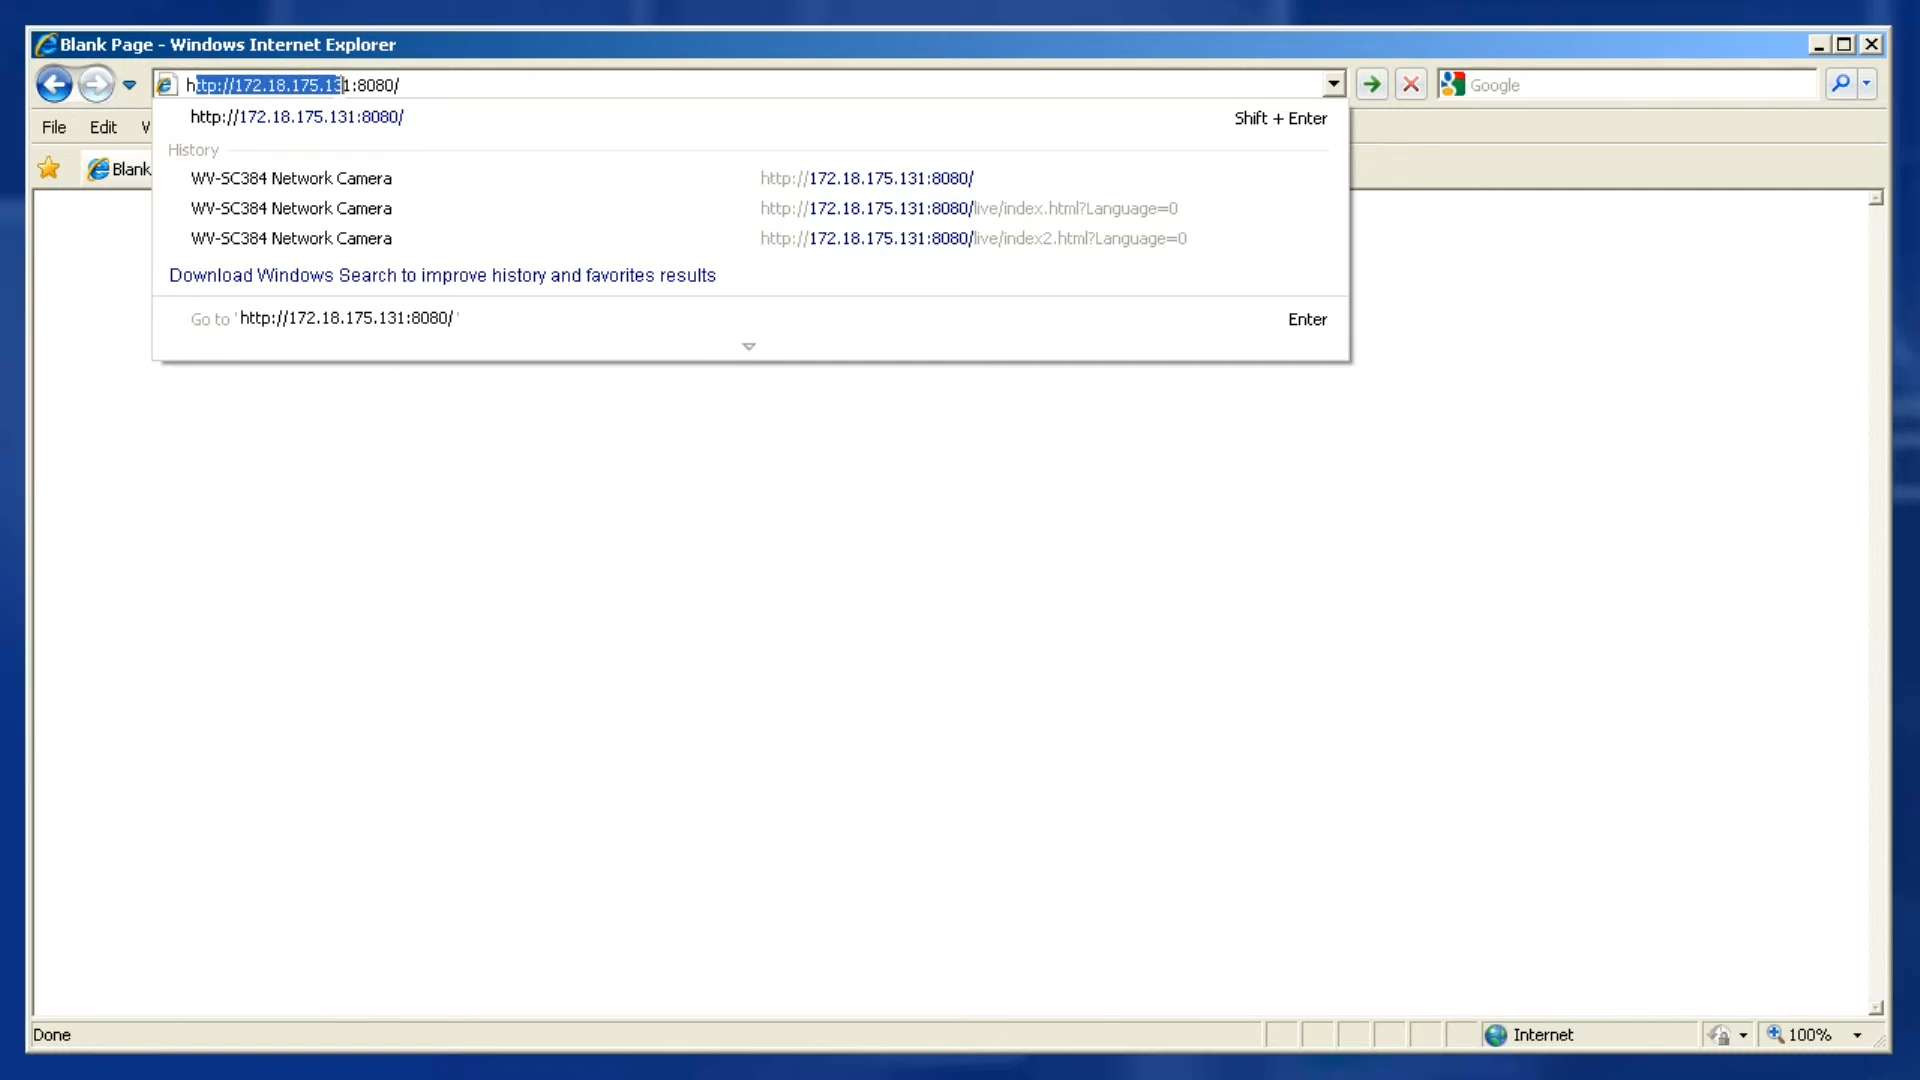 Blank Page - Windows Internet Explorer
http://172.18.175.131:8080/
Google
http://172.18.175.131:8080/ Shift + Enter
File Edit V
History
Blank
WV-SC384 Network Camera http://172.18.175.131:8080/
WV-SC384 Network Camera http://172.18.175.131:8080/live/index.html?Language=0
WV-SC384 Network Camera http://172.18.175.131:8080/live/index2.html?Language=0
Download Windows Search to improve history and favorites results
Go to 'http://172.18.175.131:8080/' Enter
Done Internet 100%